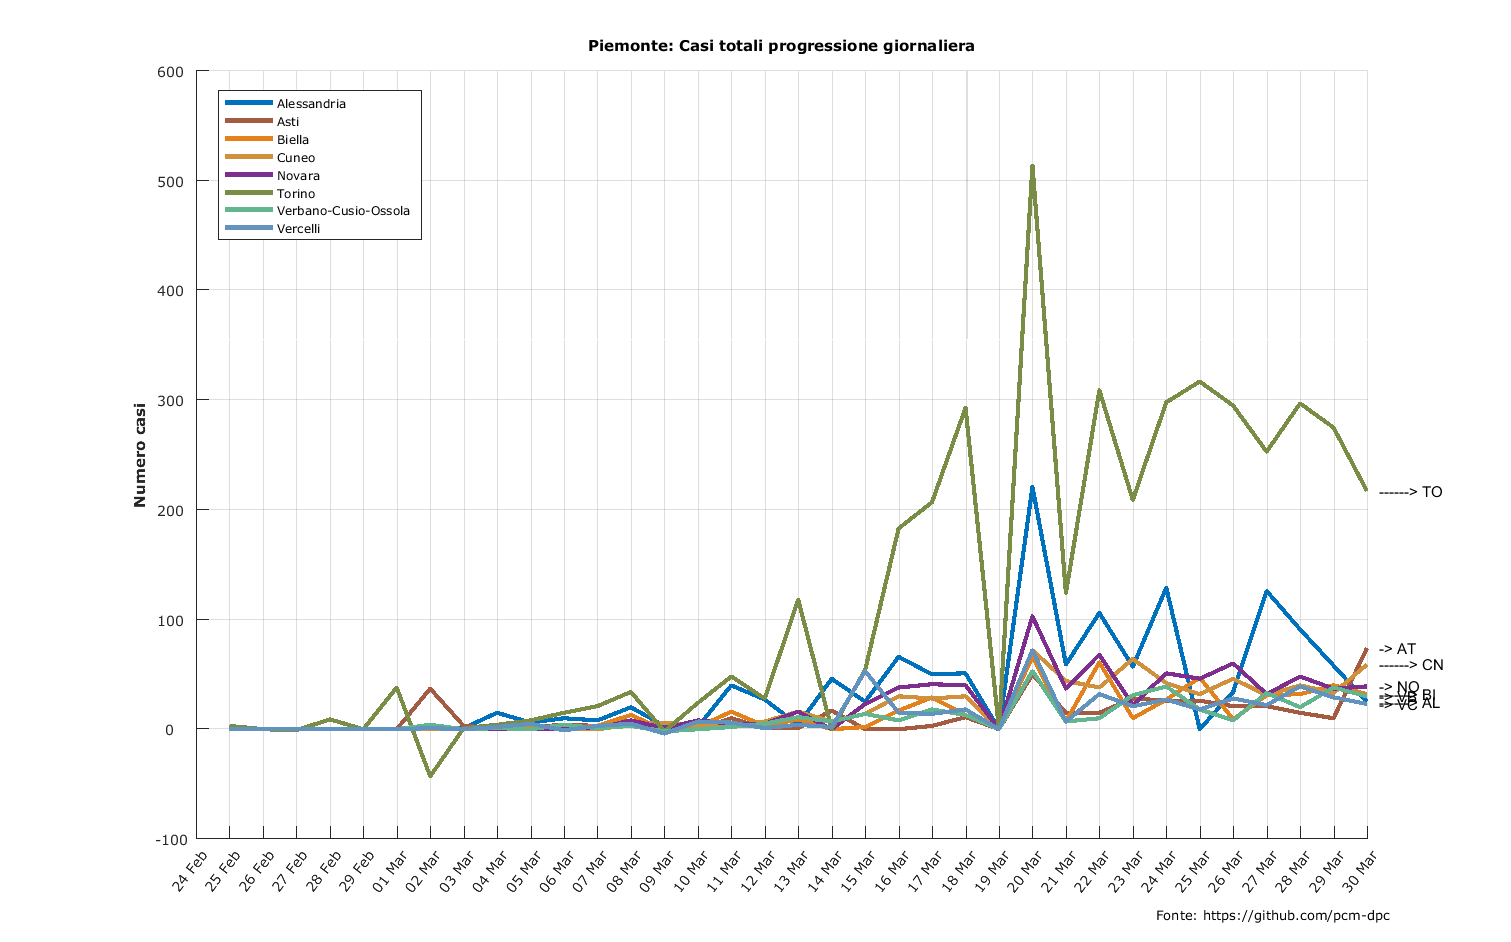 Piemonte: Casi totali progressione giornaliera
600
500
400
300
200
100
0
-100
Numero casi
Alessandria
Asti
Biella
Cuneo
Novara
Torino
Verbano-Cusio-Ossola
Vercelli
------> TO
-> AT
------> CN
-> NO
BI
-> VB
AL
-> VC
24 Feb
25 Feb
26 Feb
27 Feb
28 Feb
29 Feb
01 Mar
02 Mar
03 Mar
04 Mar
05 Mar
06 Mar
07 Mar
08 Mar
09 Mar
10 Mar
11 Mar
12 Mar
13 Mar
14 Mar
15 Mar
16 Mar
17 Mar
18 Mar
19 Mar
20 Mar
21 Mar
22 Mar
23 Mar
24 Mar
25 Mar
26 Mar
27 Mar
28 Mar
29 Mar
30 Mar
Fonte: https://github.com/pcm-dpc